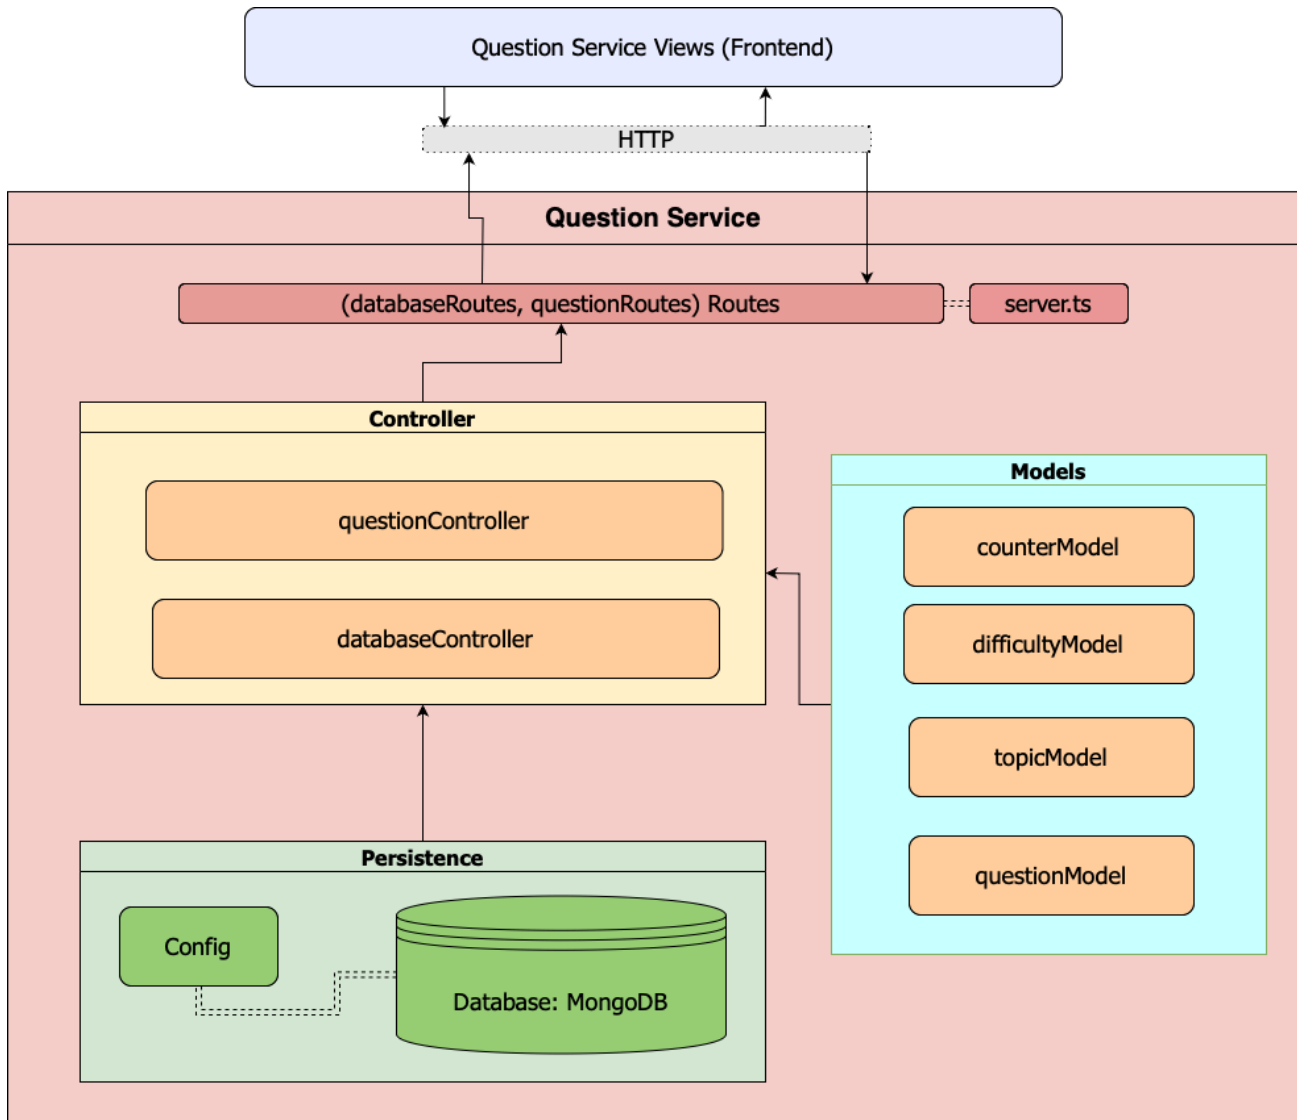 Question Service Views (Frontend)
HTTP
Question Service
(databaseRoutes, questionRoutes) Routes
server.ts
Controller
questionController
databaseController
Models
counterModel
difficultyModel
topicModel
questionModel
Persistence
Config
Database: MongoDB